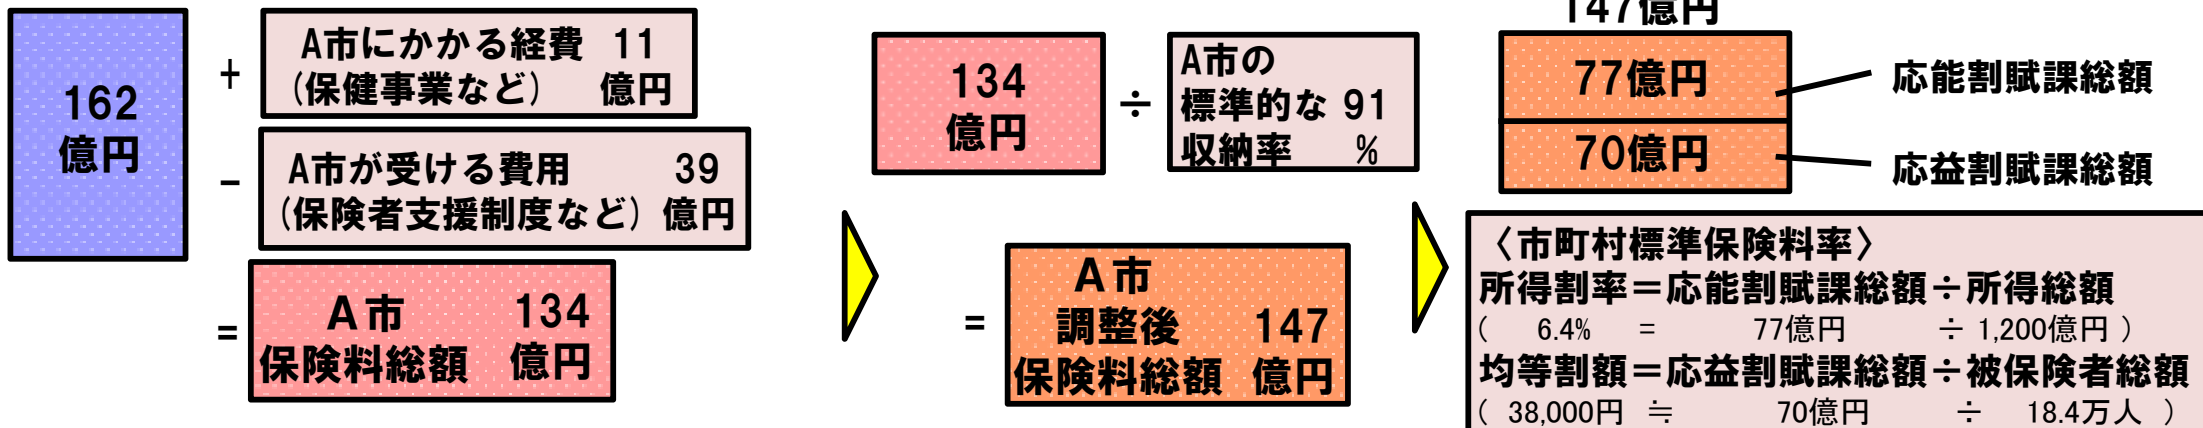 162
億円
+
A市にかかる経費 11
(保健事業など) 億円
-
A市が受ける費用 39
(保険者支援制度など) 億円
=
A市 134
保険料総額 億円
134
億円
÷
A市の
標準的な 91
収納率 %
=
A市
調整後 147
保険料総額 億円
147億円
77億円
応能割賦課総額
70億円
応益割賦課総額
〈市町村標準保険料率〉
所得割率=応能割賦課総額÷所得総額
( 6.4% = 77億円 ÷ 1,200億円 )
均等割額=応益割賦課総額÷被保険者総額
( 38,000円 ≒ 70億円 ÷ 18.4万人 )